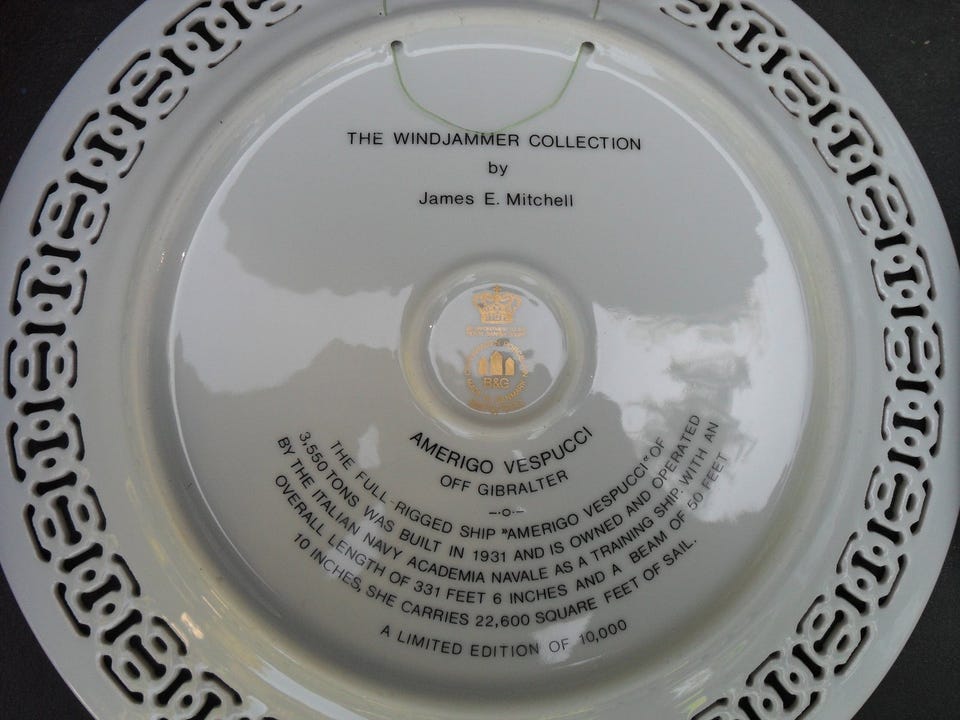 THE WINDJAMMER COLLECTION
by
James E. Mitchell
B&G
AMERIGO VESPUCCI
OFF GIBRALTER
—·o·—
THE FULL-RIGGED SHIP "AMERIGO VESPUCCI" OF
3,550 TONS WAS BUILT IN 1931 AND IS OWNED AND OPERATED
BY THE ITALIAN NAVY ACADEMIA NAVALE AS A TRAINING SHIP. WITH AN
OVERALL LENGTH OF 331 FEET 6 INCHES AND A BEAM OF 50 FEET
10 INCHES, SHE CARRIES 22,600 SQUARE FEET OF SAIL.
A LIMITED EDITION OF 10,000